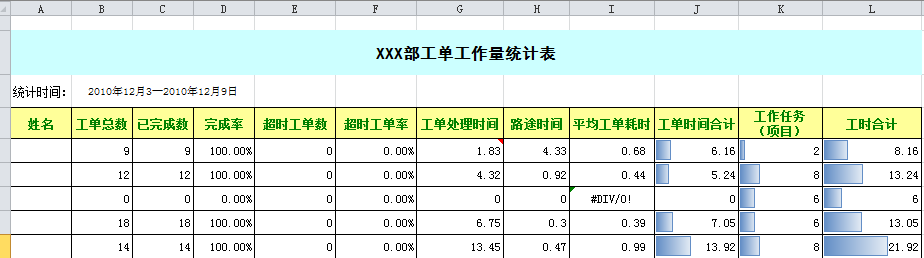 A B C D E F G H I J K L
XXX部工单工作量统计表
统计时间: 2010年12月3—2010年12月9日
姓名 工单总数 已完成数 完成率 超时工单数 超时工单率 工单处理时间 路途时间 平均工单耗时 工单时间合计 工作任务 工时合计
(项目)
9 9 100.00% 0 0.00% 1.83 4.33 0.68 6.16 2 8.16
12 12 100.00% 0 0.00% 4.32 0.92 0.44 5.24 8 13.24
0 0 0.00% 0 0.00% 0 0 #DIV/0! 0 6 6
18 18 100.00% 0 0.00% 6.75 0.3 0.39 7.05 6 13.05
14 14 100.00% 0 0.00% 13.45 0.47 0.99 13.92 8 21.92